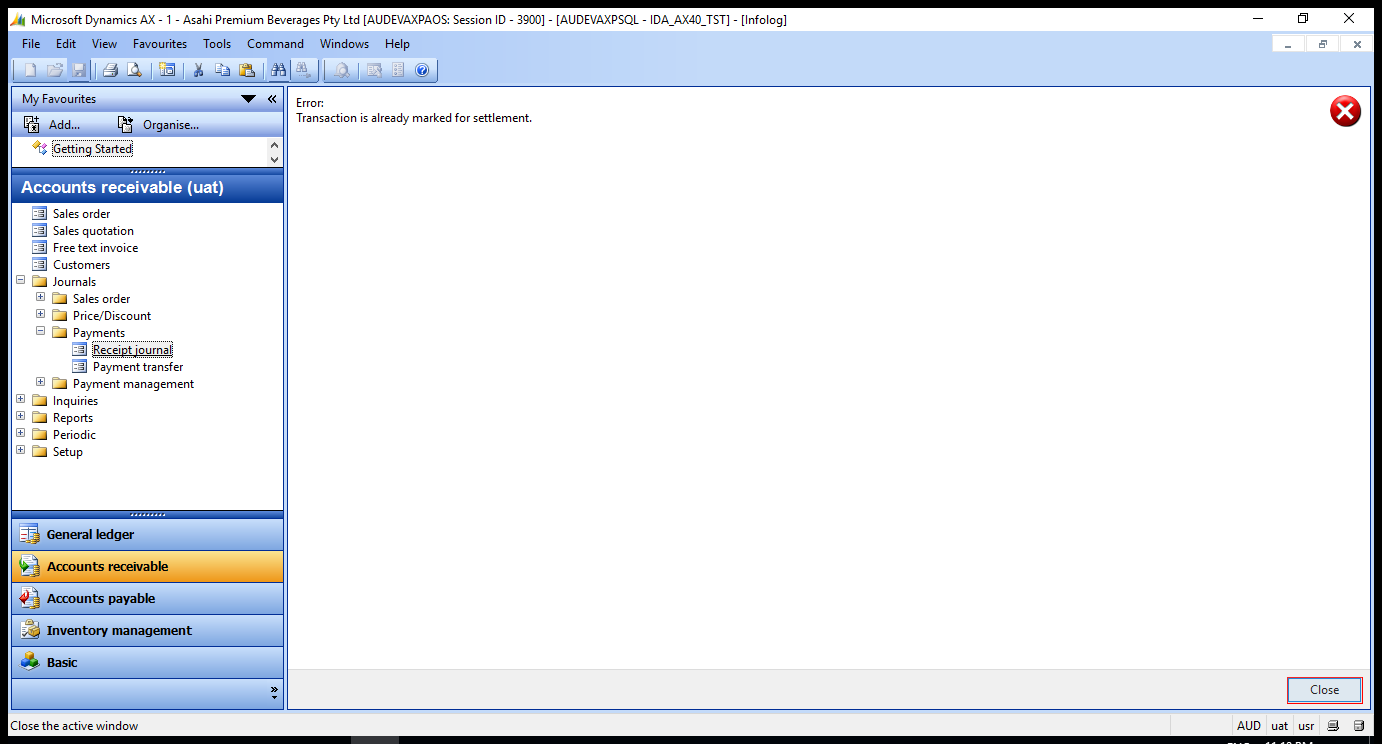 Microsoft Dynamics AX - 1 - Asahi Premium Beverages Pty Ltd [AUDEVAXPAOS: Session ID - 3900] - [AUDEVAXPSQL - IDA_AX40_TST] - [Infolog]
File Edit View Favourites Tools Command Windows Help
My Favourites
Add... Organise...
Getting Started
Accounts receivable (uat)
Sales order
Sales quotation
Free text invoice
Customers
Journals
Sales order
Price/Discount
Payments
Receipt journal
Payment transfer
Payment management
Inquiries
Reports
Periodic
Setup
General ledger
Accounts receivable
Accounts payable
Inventory management
Basic
Error:
Transaction is already marked for settlement.
Close
Close the active window
AUD uat usr